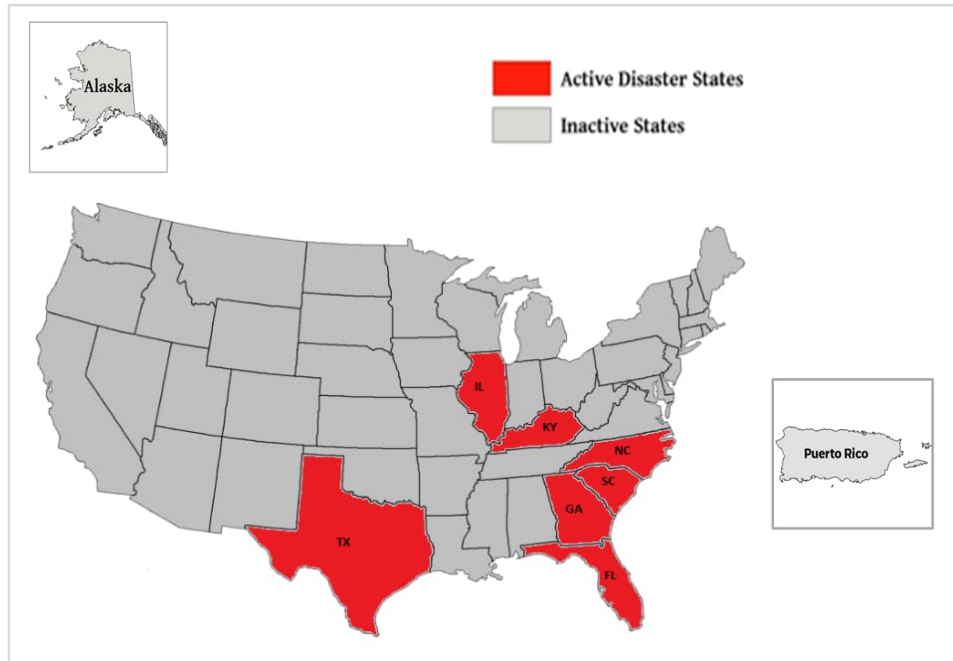 Alaska
Active Disaster States
Inactive States
IL
KY
NC
SC
GA
TX
FL
Puerto Rico